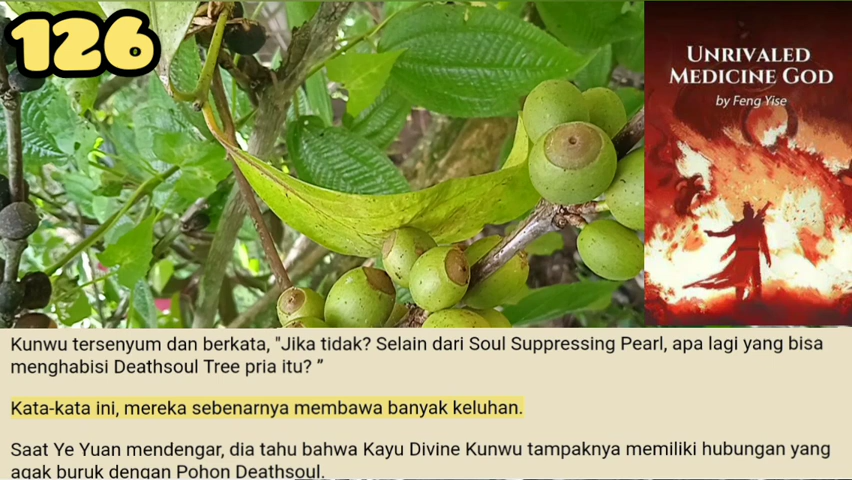 126
UNRIVALED
MEDICINE GOD
by Feng Yise
Kunwu tersenyum dan berkata, "Jika tidak? Selain dari Soul Suppressing Pearl, apa lagi yang bisa
menghabisi Deathsoul Tree pria itu? ”
Kata-kata ini, mereka sebenarnya membawa banyak keluhan.
Saat Ye Yuan mendengar, dia tahu bahwa Kayu Divine Kunwu tampaknya memiliki hubungan yang
agak buruk dengan Pohon Deathsoul.